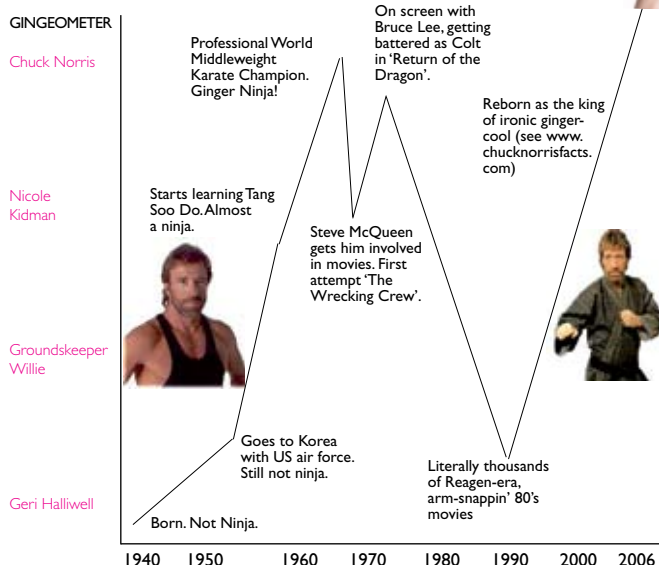 GINGEOMETER
Chuck Norris
Nicole
Kidman
Groundskeeper
Willie
Geri Halliwell
Born. Not Ninja.
Goes to Korea
with US air force.
Still not ninja.
Starts learning Tang
Soo Do. Almost
a ninja.
Professional World
Middleweight
Karate Champion.
Ginger Ninja!
Steve McQueen
gets him involved
in movies. First
attempt ‘The
Wrecking Crew’.
On screen with
Bruce Lee, getting
battered as Colt
in ‘Return of the
Dragon’.
Literally thousands
of Reagen-era,
arm-snappin’ 80’s
movies
Reborn as the king
of ironic ginger-
cool (see www.
chucknorrisfacts.
com)
1940 1950 1960 1970 1980 1990 2000 2006